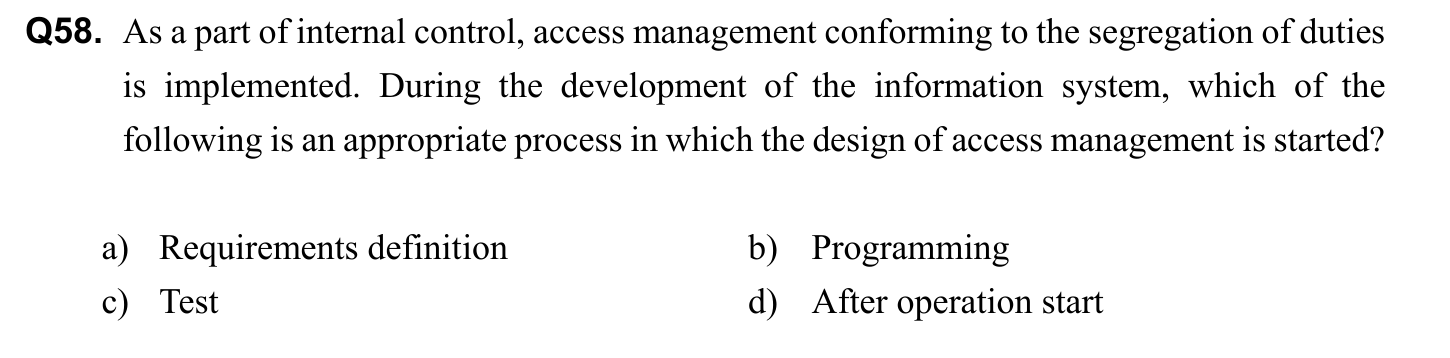 Q58. As a part of internal control, access management conforming to the segregation of duties
is implemented. During the development of the information system, which of the
following is an appropriate process in which the design of access management is started?
a) Requirements definition b) Programming
c) Test d) After operation start